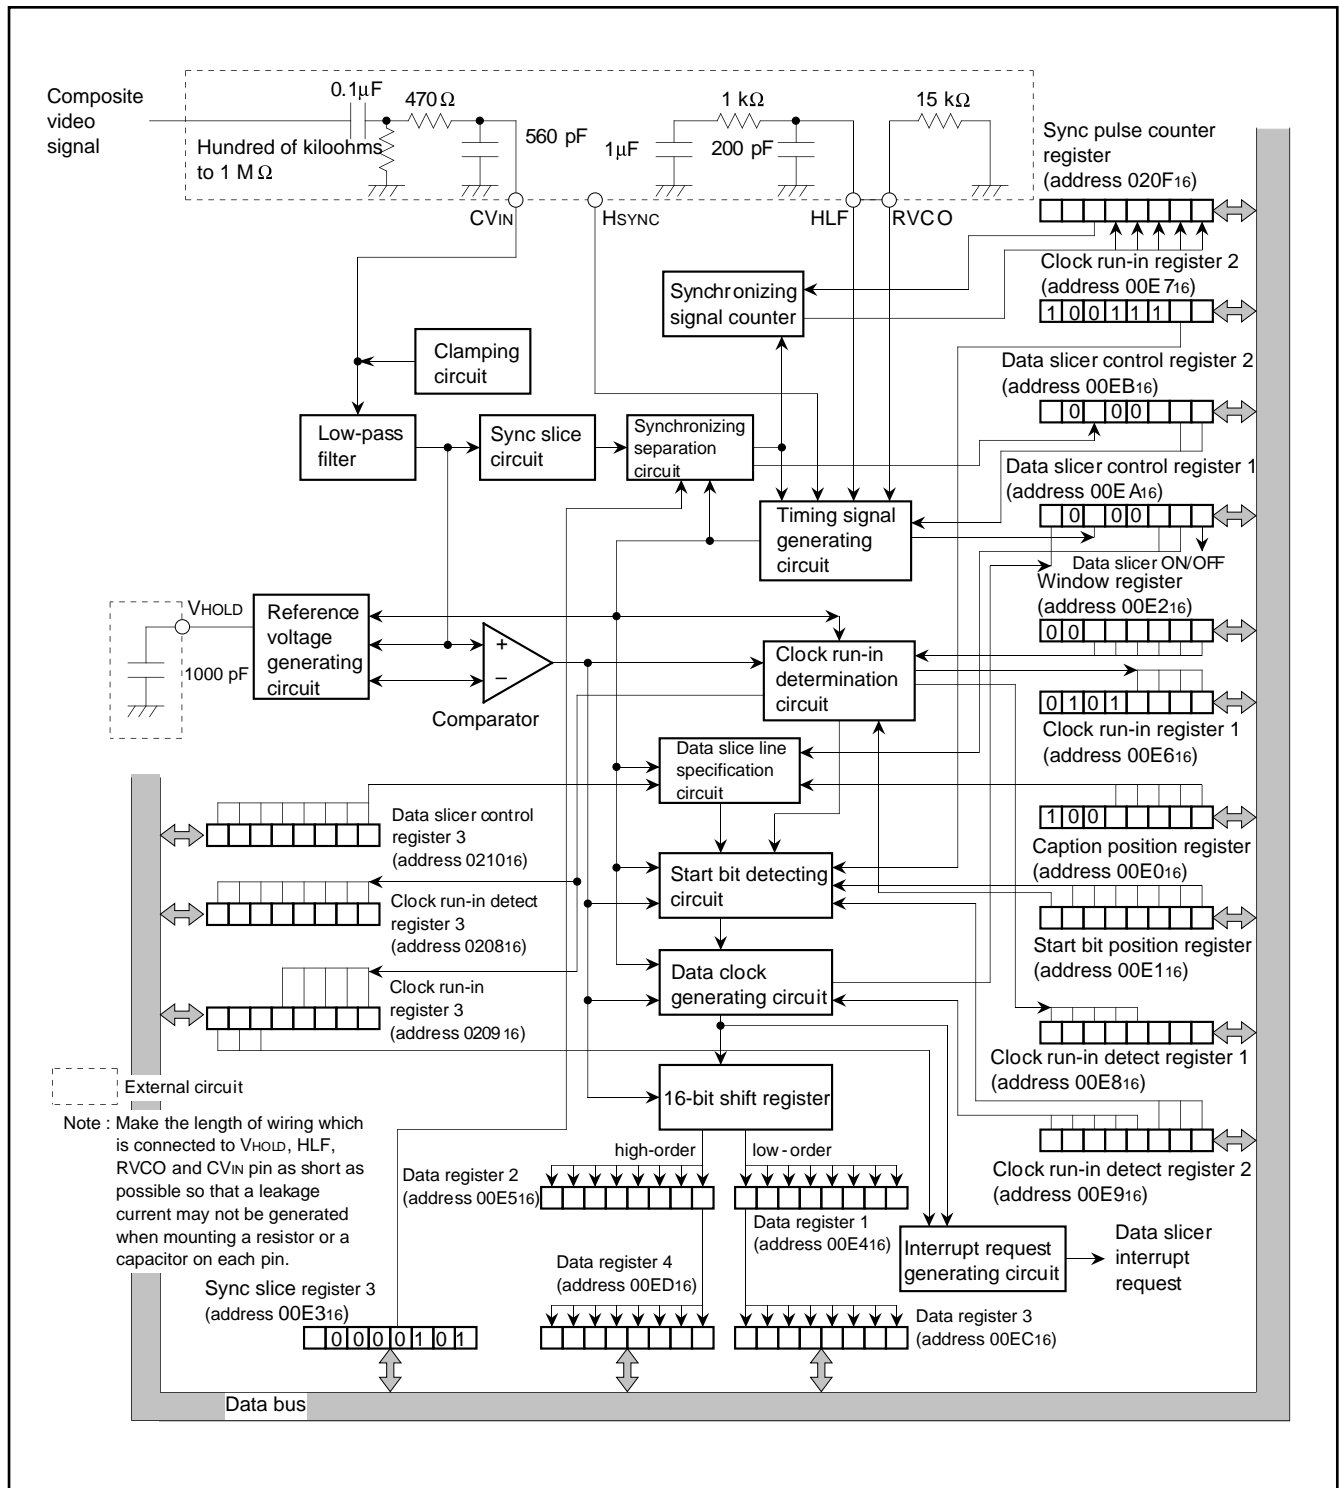 Composite
video
signal
0.1µF
470Ω
560 pF
Hundred of kiloohms
to 1 MΩ
1µF
1 kΩ
200 pF
15 kΩ
CVIN
HSYNC
HLF
RVCO
Sync pulse counter
register
(address 020F16)
Synchronizing
signal counter
Clock run-in register 2
(address 00E716)
1 0 0 1 1 1
Clamping
circuit
Data slicer control register 2
(address 00EB16)
0 0 0
Low-pass
filter
Sync slice
circuit
Synchronizing
separation
circuit
Data slicer control register 1
(address 00EA16)
0 0 0
Timing signal
generating
circuit
Data slicer ON/OFF
Window register
(address 00E216)
0 0
VHOLD
1000 pF
Reference
voltage
generating
circuit
+
−
Comparator
Clock run-in
determination
circuit
0 1 0 1
Clock run-in register 1
(address 00E616)
Data slice line
specification
circuit
Data slicer control
register 3
(address 021016)
1 0 0
Caption position register
(address 00E016)
Start bit detecting
circuit
Clock run-in detect
register 3
(address 020816)
Start bit position register
(address 00E116)
Data clock
generating circuit
Clock run-in
register 3
(address 020916)
Clock run-in detect register 1
(address 00E816)
External circuit
16-bit shift register
Note : Make the length of wiring which
is connected to VHOLD, HLF,
RVCO and CVIN pin as short as
possible so that a leakage
current may not be generated
when mounting a resistor or a
capacitor on each pin.
high-order
low-order
Clock run-in detect register 2
(address 00E916)
Data register 2
(address 00E516)
Data register 1
(address 00E416)
Interrupt request
generating circuit
Data slicer
interrupt
request
Data register 4
(address 00ED16)
Sync slice register 3
(address 00E316)
0 0 0 0 1 0 1
Data register 3
(address 00EC16)
Data bus